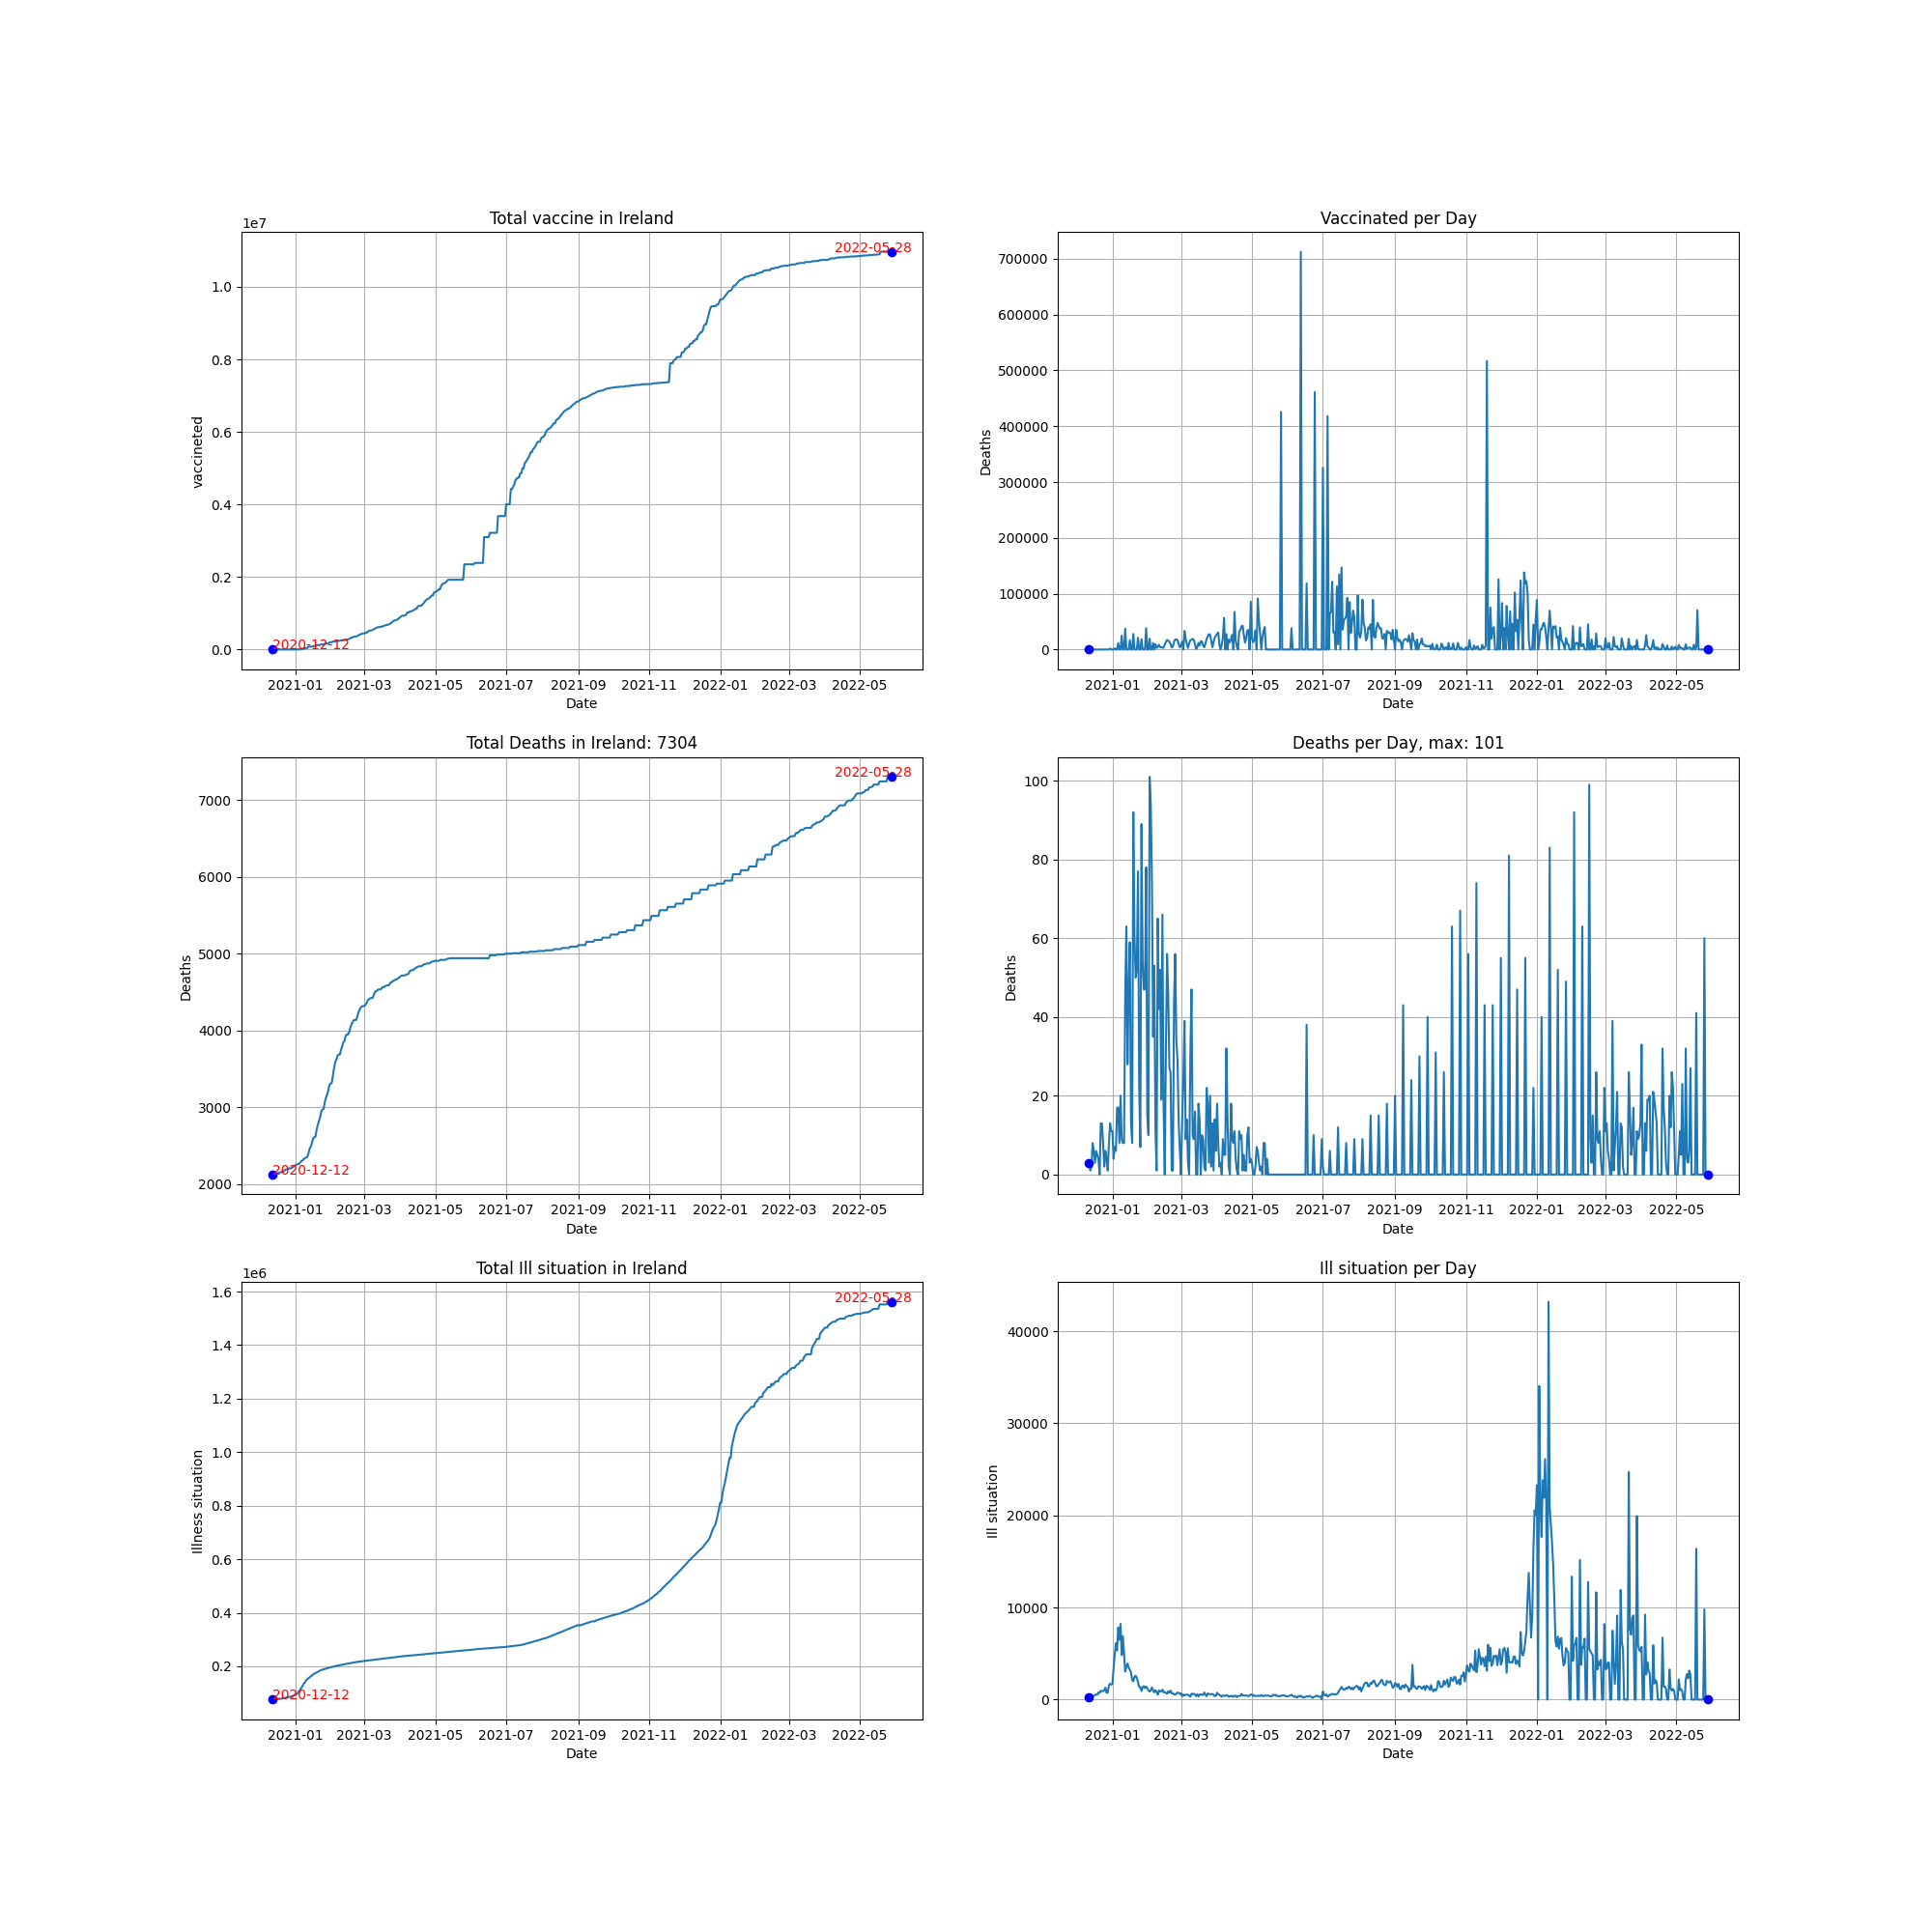 Total vaccine in Ireland
1e7
1.0
0.8
0.6
0.4
0.2
0.0
vaccineted
2020-12-12
2022-05-28
2021-01 2021-03 2021-05 2021-07 2021-09 2021-11 2022-01 2022-03 2022-05
Date
Vaccinated per Day
700000
600000
500000
400000
300000
200000
100000
0
Deaths
2021-01 2021-03 2021-05 2021-07 2021-09 2021-11 2022-01 2022-03 2022-05
Date
Total Deaths in Ireland: 7304
7000
6000
5000
4000
3000
2000
Deaths
2020-12-12
2022-05-28
2021-01 2021-03 2021-05 2021-07 2021-09 2021-11 2022-01 2022-03 2022-05
Date
Deaths per Day, max: 101
100
80
60
40
20
0
Deaths
2021-01 2021-03 2021-05 2021-07 2021-09 2021-11 2022-01 2022-03 2022-05
Date
Total Ill situation in Ireland
1e6
1.6
1.4
1.2
1.0
0.8
0.6
0.4
0.2
Illness situation
2020-12-12
2022-05-28
2021-01 2021-03 2021-05 2021-07 2021-09 2021-11 2022-01 2022-03 2022-05
Date
Ill situation per Day
40000
30000
20000
10000
0
Ill situation
2021-01 2021-03 2021-05 2021-07 2021-09 2021-11 2022-01 2022-03 2022-05
Date